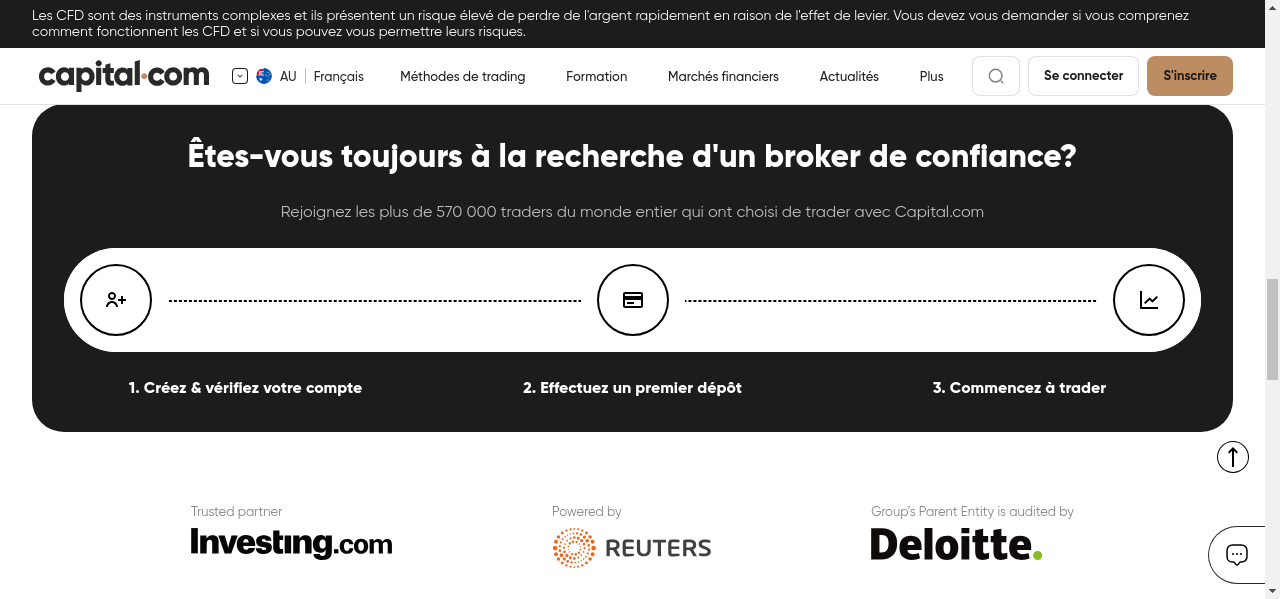 Les CFD sont des instruments complexes et ils présentent un risque élevé de perdre de l'argent rapidement en raison de l'effet de levier. Vous devez vous demander si vous comprenez
comment fonctionnent les CFD et si vous pouvez vous permettre leurs risques.
capital.com AU Français Méthodes de trading Formation Marchés financiers Actualités Plus Se connecter S'inscrire
Êtes-vous toujours à la recherche d'un broker de confiance?
Rejoignez les plus de 570 000 traders du monde entier qui ont choisi de trader avec Capital.com
1. Créez & vérifiez votre compte 2. Effectuez un premier dépôt 3. Commencez à trader
Trusted partner Powered by Group's Parent Entity is audited by
Investing.com REUTERS Deloitte.